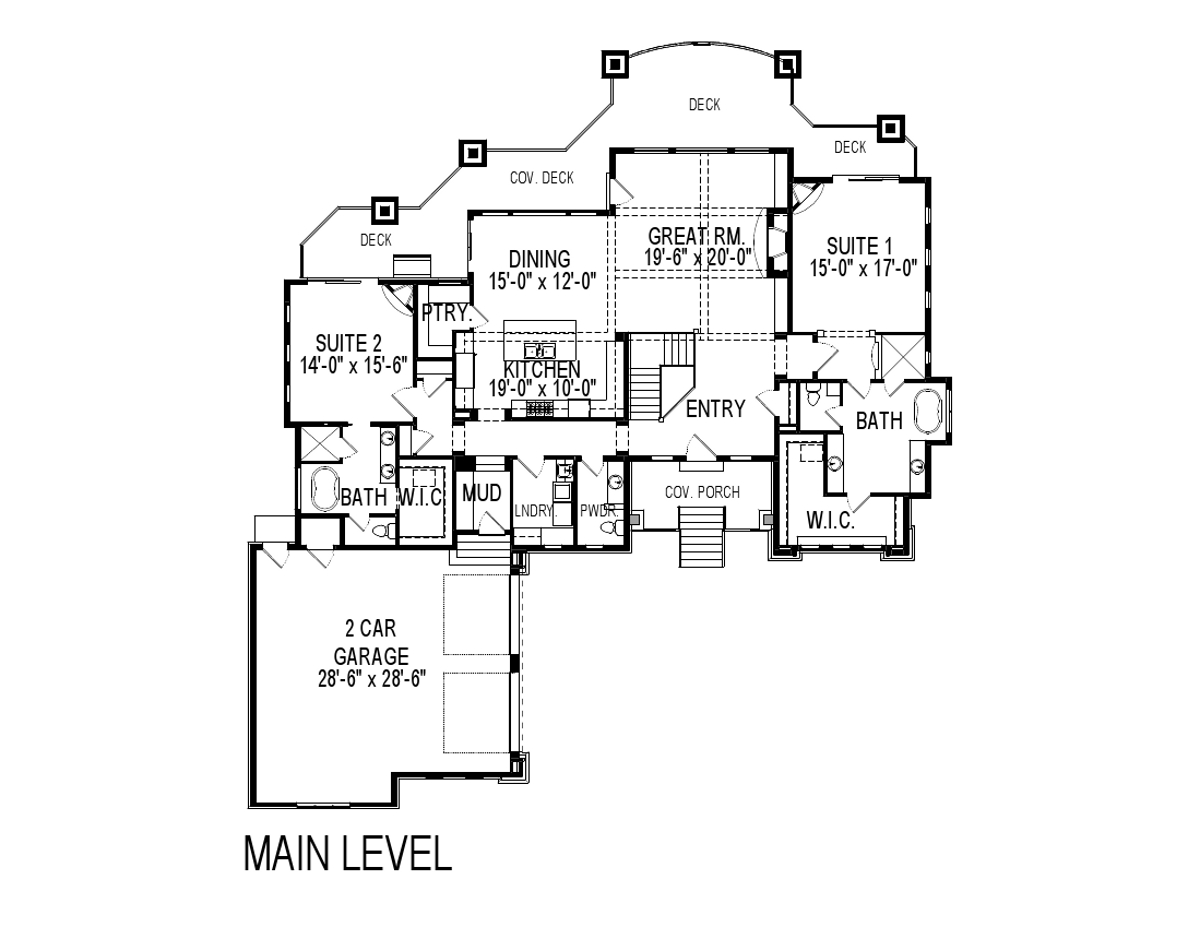 DECK
DECK
COV. DECK
DECK
GREAT RM.
19'-6" x 20'-0"
SUITE 1
15'-0" x 17'-0"
DINING
15'-0" x 12'-0"
PTRY.
SUITE 2
14'-0" x 15'-6"
KITCHEN
19'-0" x 10'-0"
ENTRY
BATH
BATH
W.I.C
MUD
LNDRY.
PWDR.
COV. PORCH
W.I.C.
2 CAR
GARAGE
28'-6" x 28'-6"
MAIN LEVEL